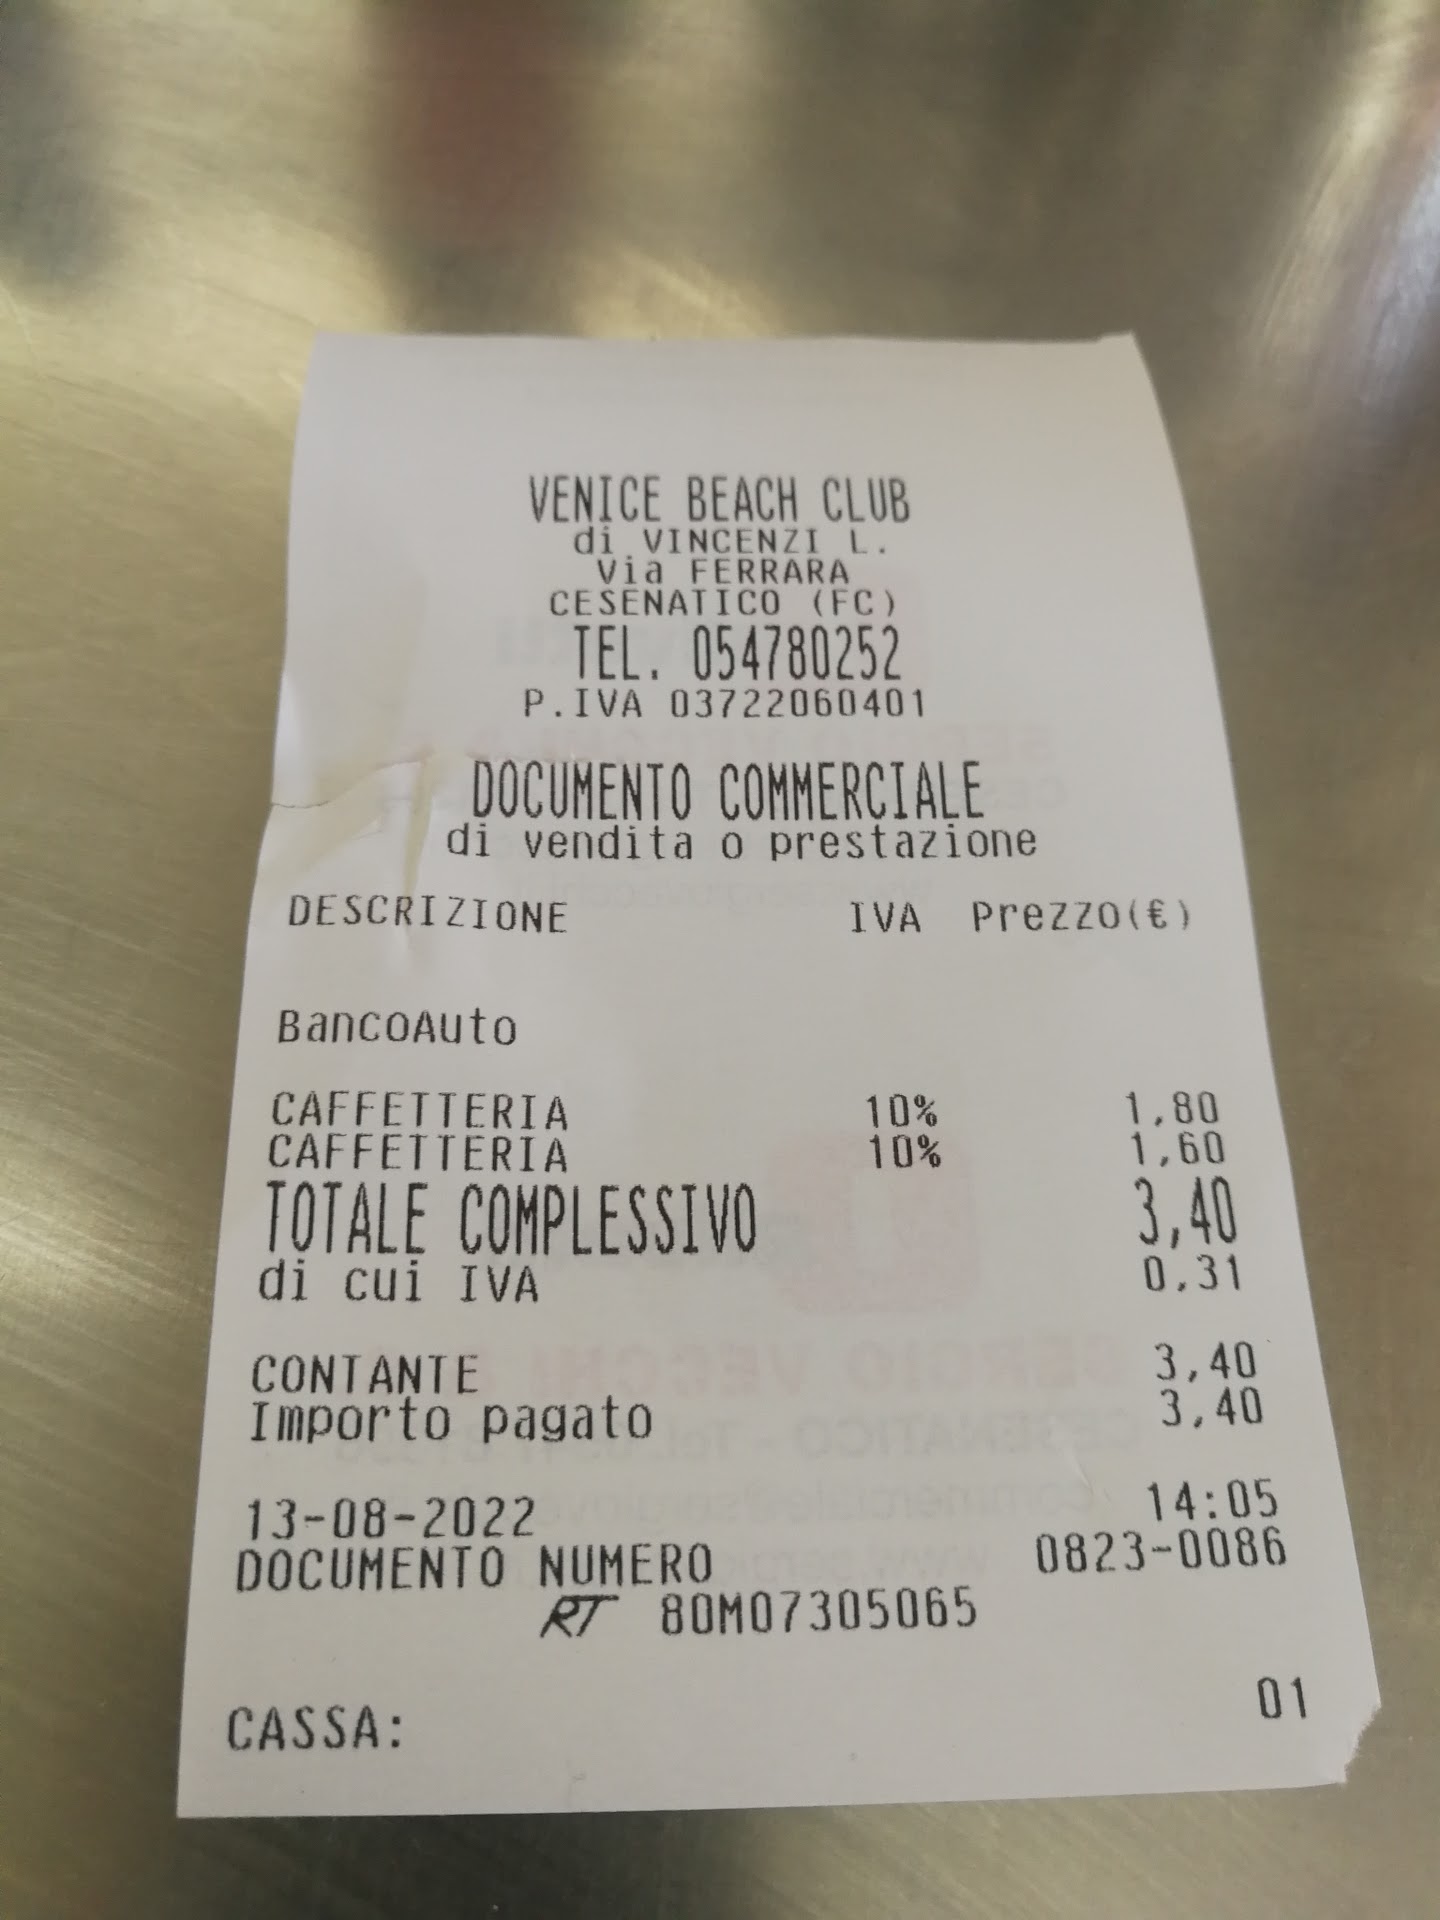 VENICE BEACH CLUB
di VINCENZI L.
Via FERRARA
CESENATICO (FC)
TEL. 054780252
P.IVA 03722060401
DOCUMENTO COMMERCIALE
di vendita o prestazione
DESCRIZIONE IVA Prezzo(€)
BancoAuto
CAFFETTERIA 10% 1,80
CAFFETTERIA 10% 1,60
TOTALE COMPLESSIVO 3,40
di cui IVA 0,31
CONTANTE 3,40
Importo pagato 3,40
13-08-2022 14:05
DOCUMENTO NUMERO 0823-0086
RT 80M07305065
CASSA: 01